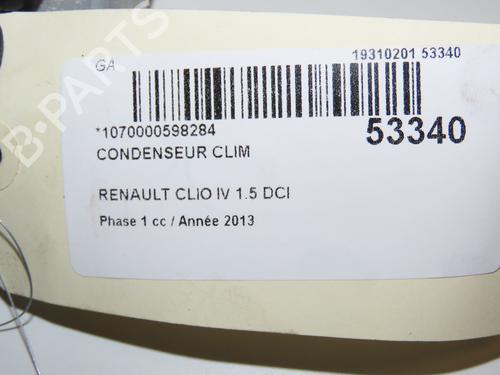 GA
19310201 53340
*1070000598284
53340
CONDENSEUR CLIM
RENAULT CLIO IV 1.5 DCI
Phase 1 cc / Année 2013
B-PARTS